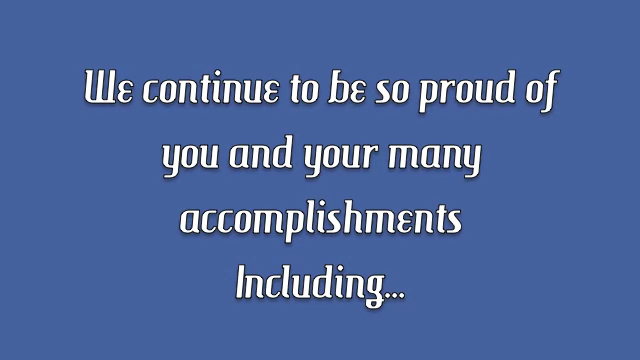 We continue to be so proud of
you and your many
accomplishments
Including...